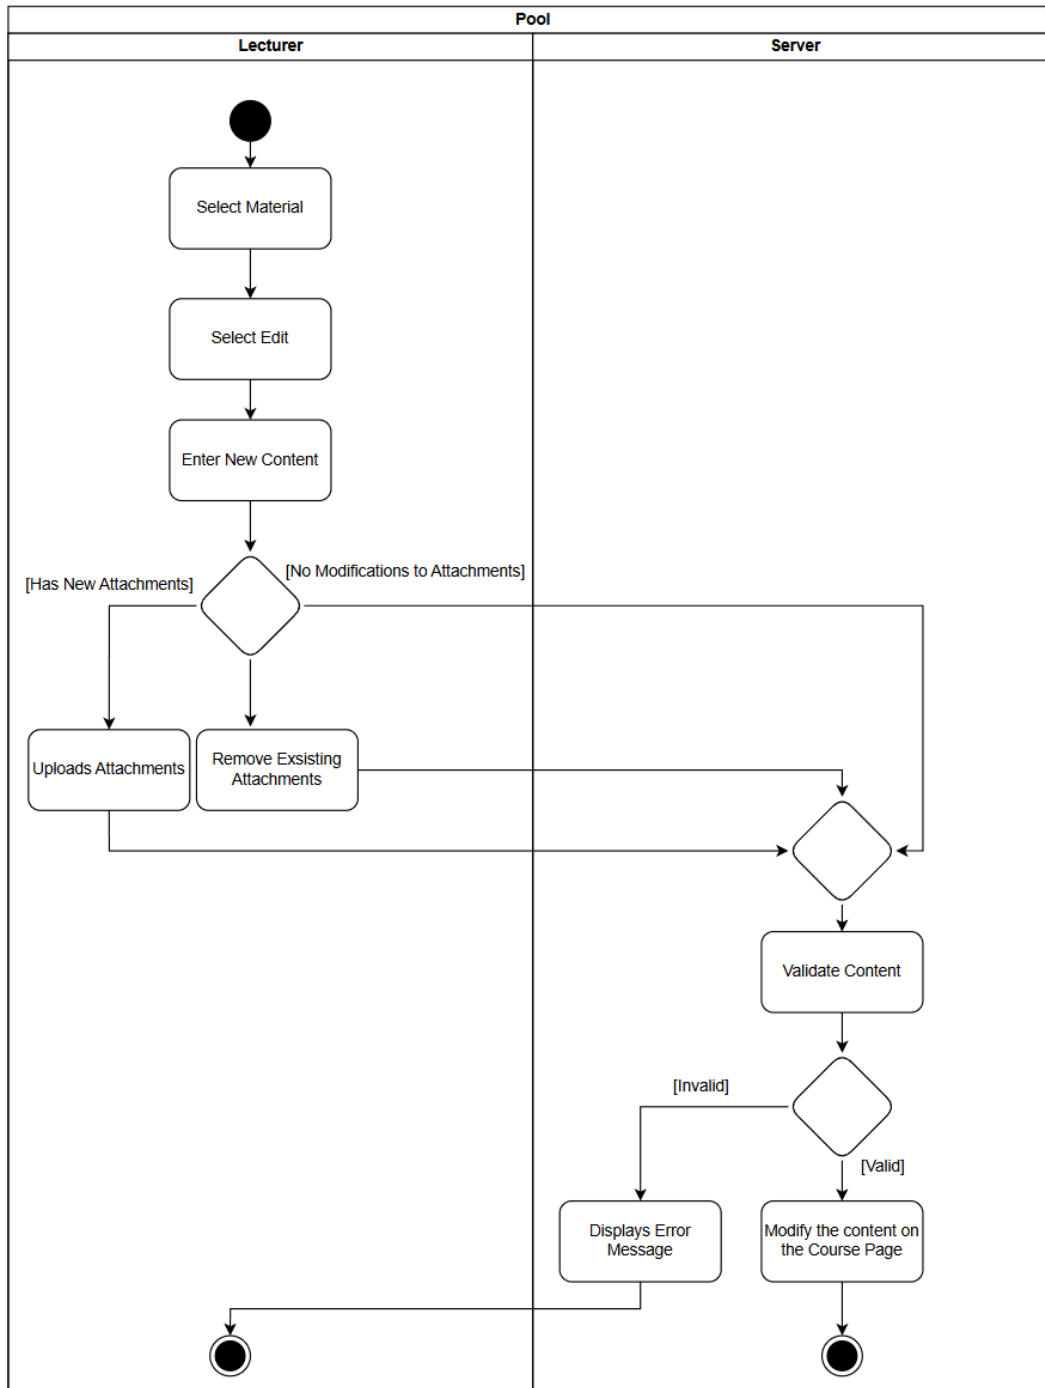 Pool
Lecturer
Server
Select Material
Select Edit
Enter New Content
[Has New Attachments]
[No Modifications to Attachments]
Uploads Attachments
Remove Exsisting
Attachments
Validate Content
[Invalid]
[Valid]
Displays Error
Message
Modify the content on
the Course Page